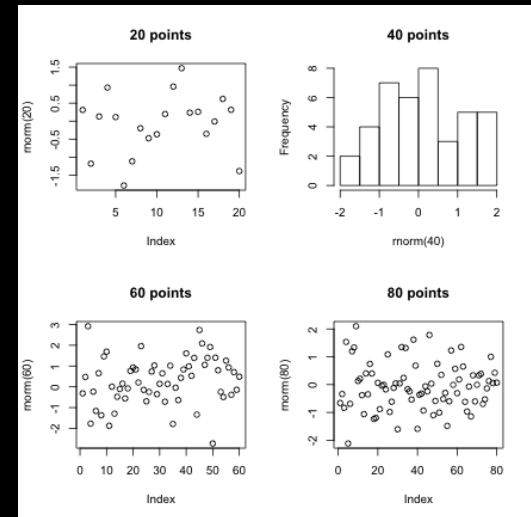 20 points
rnorm(20)
1.5
0.5
-0.5
-1.5
5 10 15 20
Index
40 points
Frequency
8
6
4
2
0
-2 -1 0 1 2
rnorm(40)
60 points
rnorm(60)
3
2
1
0
-1
-2
0 10 20 30 40 50 60
Index
80 points
rnorm(80)
2
1
0
-1
-2
0 20 40 60 80
Index